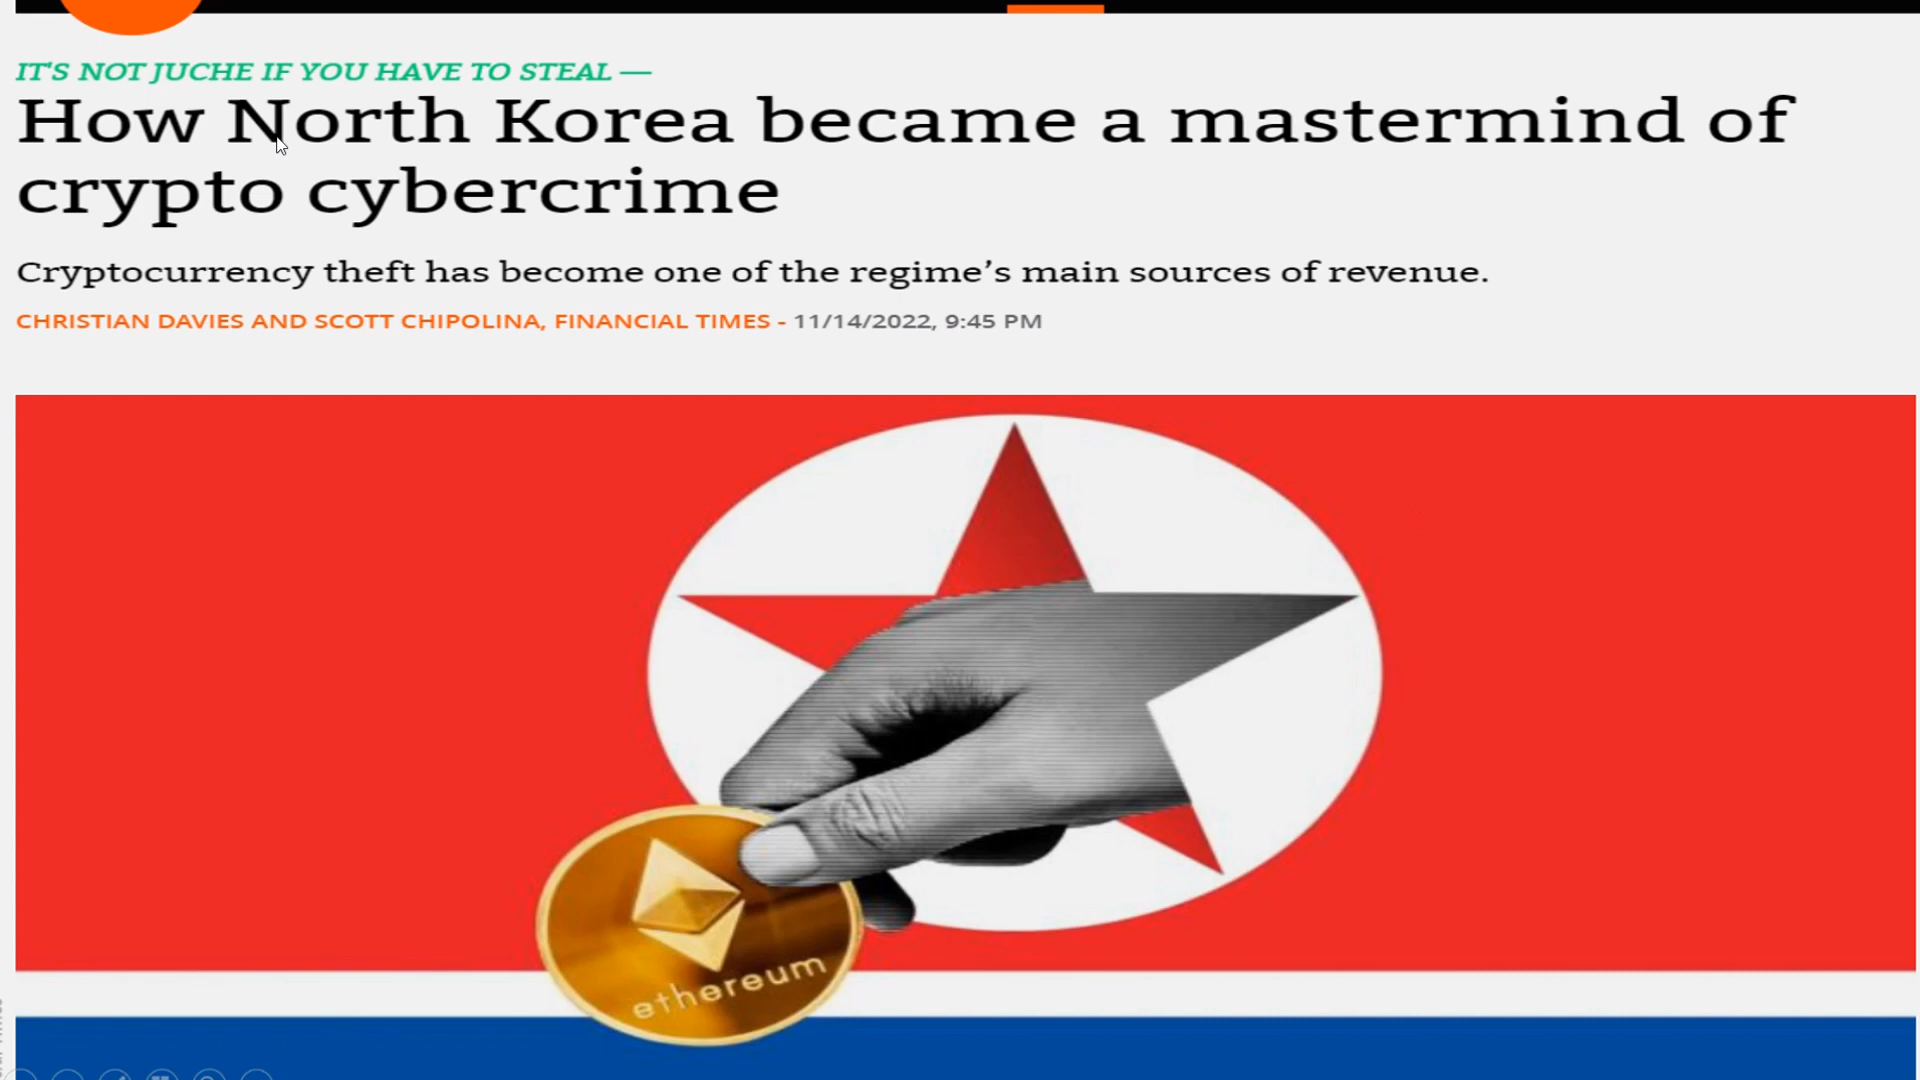 IT'S NOT JUCHE IF YOU HAVE TO STEAL —
How North Korea became a mastermind of
crypto cybercrime
Cryptocurrency theft has become one of the regime’s main sources of revenue.
CHRISTIAN DAVIES AND SCOTT CHIPOLINA, FINANCIAL TIMES - 11/14/2022, 9:45 PM
ethereum